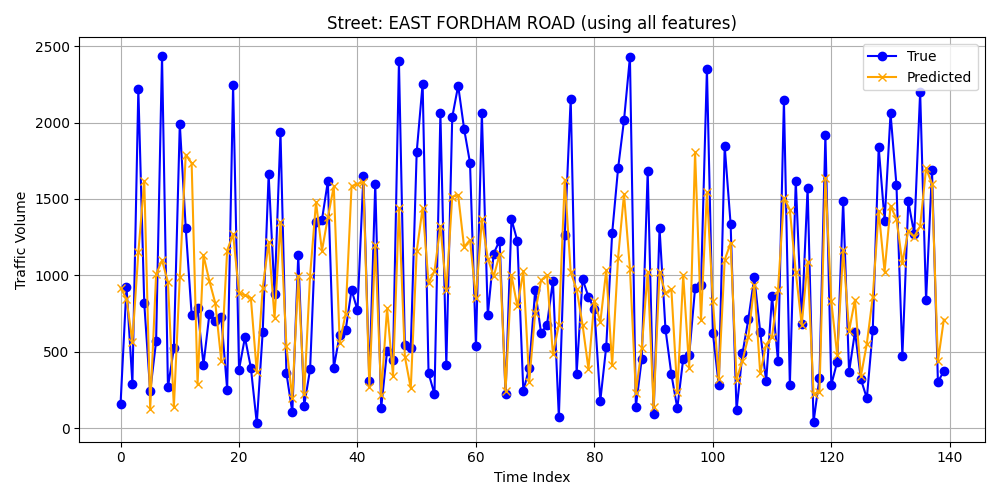 Street: EAST FORDHAM ROAD (using all features)
True
Predicted
Traffic Volume
2500
2000
1500
1000
500
0
0 20 40 60 80 100 120 140
Time Index